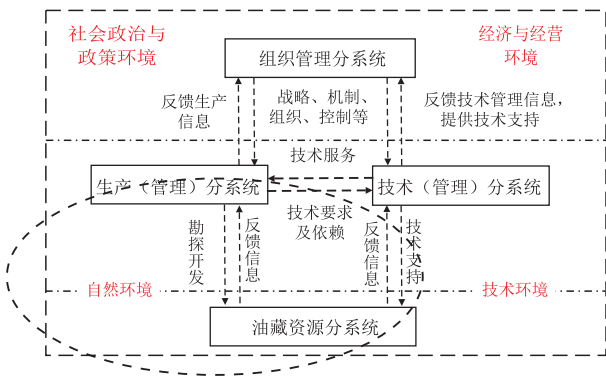 社会政治与
政策环境
经济与经营
环境
组织管理分系统
反馈生产
信息
战略、机制、
组织、控制等
反馈技术管理信息，
提供技术支持
技术服务
生产（管理）分系统
技术（管理）分系统
技术要求
及依赖
勘探开发
反馈信息
反馈信息
技术支持
自然环境
技术环境
油藏资源分系统